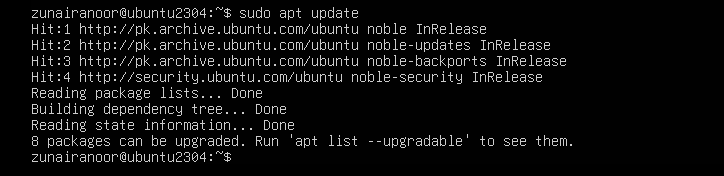 zunairanoor@ubuntu2304:~$ sudo apt update
Hit:1 http://pk.archive.ubuntu.com/ubuntu noble InRelease
Hit:2 http://pk.archive.ubuntu.com/ubuntu noble-updates InRelease
Hit:3 http://pk.archive.ubuntu.com/ubuntu noble-backports InRelease
Hit:4 http://security.ubuntu.com/ubuntu noble-security InRelease
Reading package lists... Done
Building dependency tree... Done
Reading state information... Done
8 packages can be upgraded. Run 'apt list --upgradable' to see them.
zunairanoor@ubuntu2304:~$